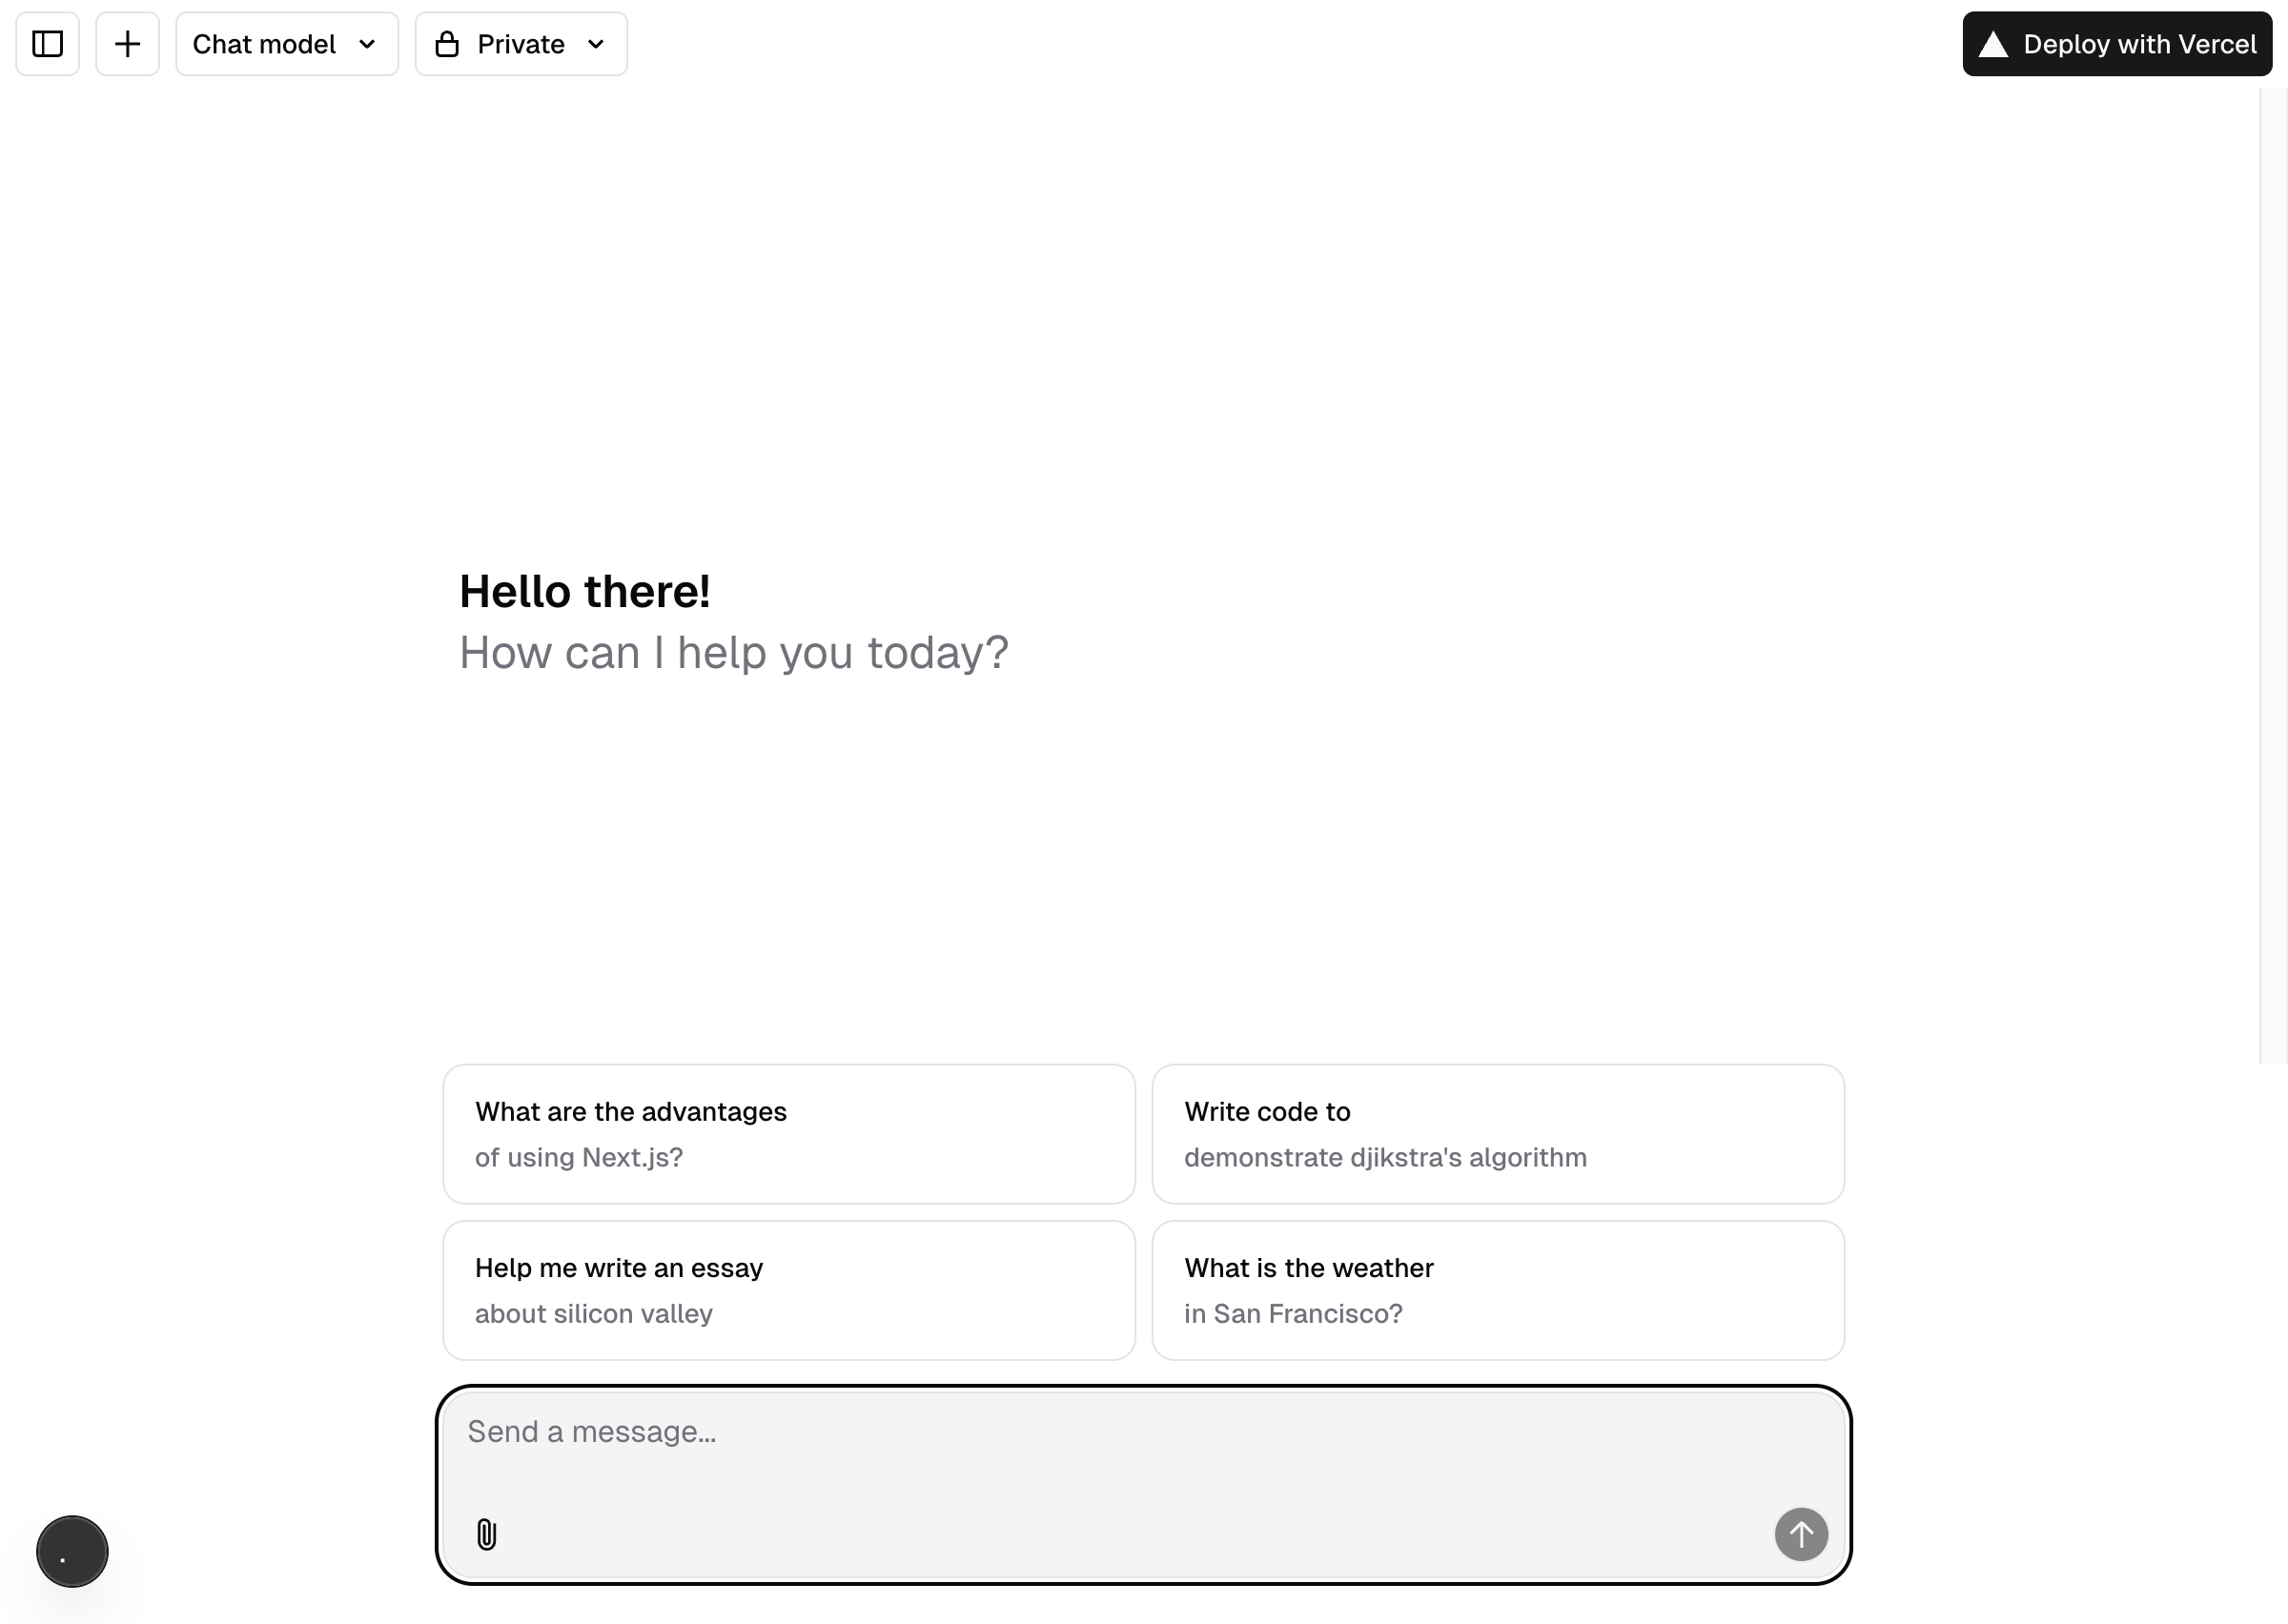 Chat model
Private
Deploy with Vercel
Hello there!
How can I help you today?
What are the advantages
of using Next.js?
Write code to
demonstrate djikstra's algorithm
Help me write an essay
about silicon valley
What is the weather
in San Francisco?
Send a message...